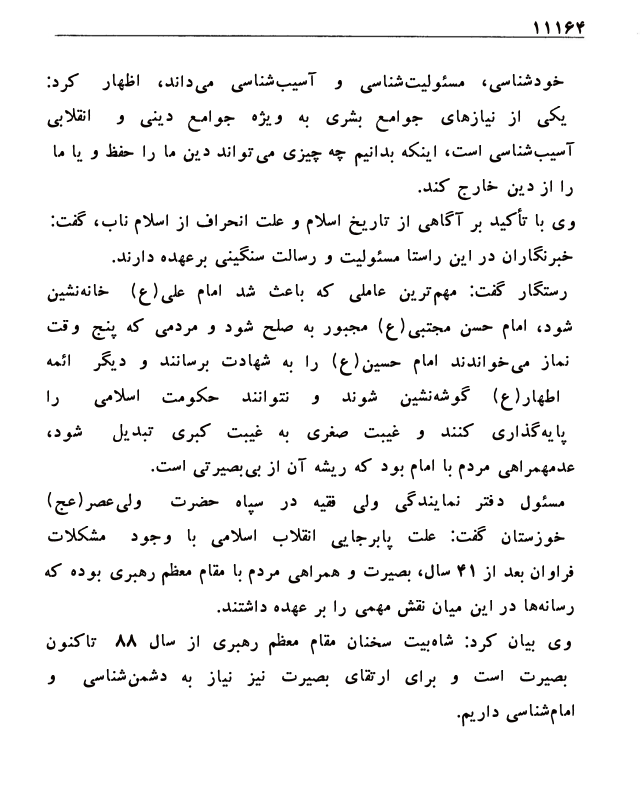 ۱۱۱۶۴
خودشناسی، مسئولیت‌شناسی و آسیب‌شناسی می‌داند، اظهار کرد:
یکی از نیازهای جوامع بشری به ویژه جوامع دینی و انقلابی
آسیب‌شناسی است، اینکه بدانیم چه چیزی می‌تواند دین ما را حفظ و یا ما
را از دین خارج کند.
وی با تأکید بر آگاهی از تاریخ اسلام و علت انحراف از اسلام ناب، گفت:
خبرنگاران در این راستا مسئولیت و رسالت سنگینی برعهده دارند.
رستگار گفت: مهم‌ترین عاملی که باعث شد امام علی(ع) خانه‌نشین
شود، امام حسن مجتبی(ع) مجبور به صلح شود و مردمی که پنج وقت
نماز می‌خواندند امام حسین(ع) را به شهادت برسانند و دیگر ائمه
اطهار(ع) گوشه‌نشین شوند و نتوانند حکومت اسلامی را
پایه‌گذاری کنند و غیبت صغری به غیبت کبری تبدیل شود،
عدمهمراهی مردم با امام بود که ریشه آن از بی‌بصیرتی است.
مسئول دفتر نمایندگی ولی فقیه در سپاه حضرت ولی‌عصر(عج)
خوزستان گفت: علت پابرجایی انقلاب اسلامی با وجود مشکلات
فراوان بعد از ۴۱ سال، بصیرت و همراهی مردم با مقام معظم رهبری بوده که
رسانه‌ها در این میان نقش مهمی را بر عهده داشتند.
وی بیان کرد: شاه‌بیت سخنان مقام معظم رهبری از سال ۸۸ تاکنون
بصیرت است و برای ارتقای بصیرت نیز نیاز به دشمن‌شناسی و
امام‌شناسی داریم.